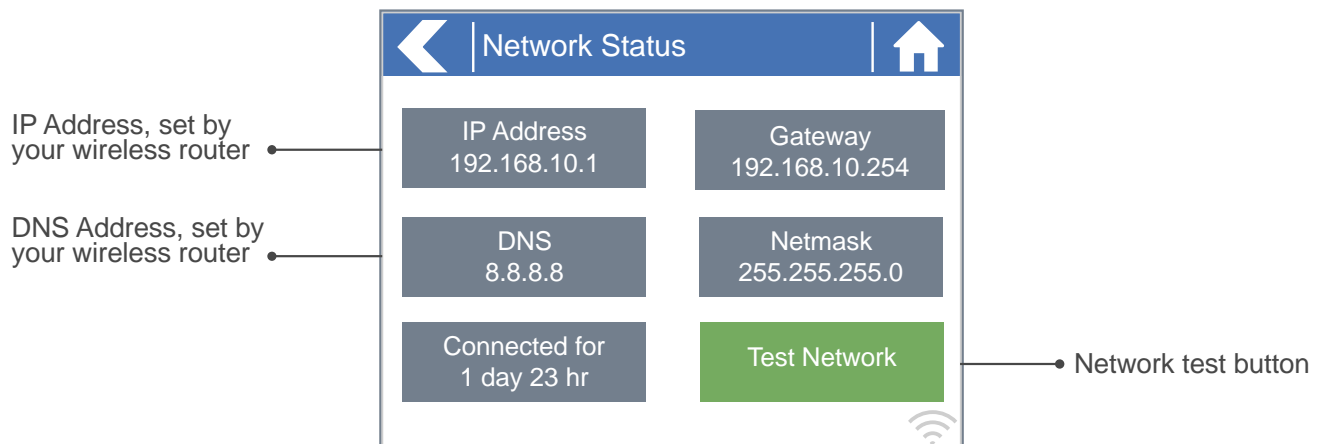 Network Status
IP Address, set by
your wireless router
IP Address
192.168.10.1
Gateway
192.168.10.254
DNS Address, set by
your wireless router
DNS
8.8.8.8
Netmask
255.255.255.0
Connected for
1 day 23 hr
Test Network
Network test button